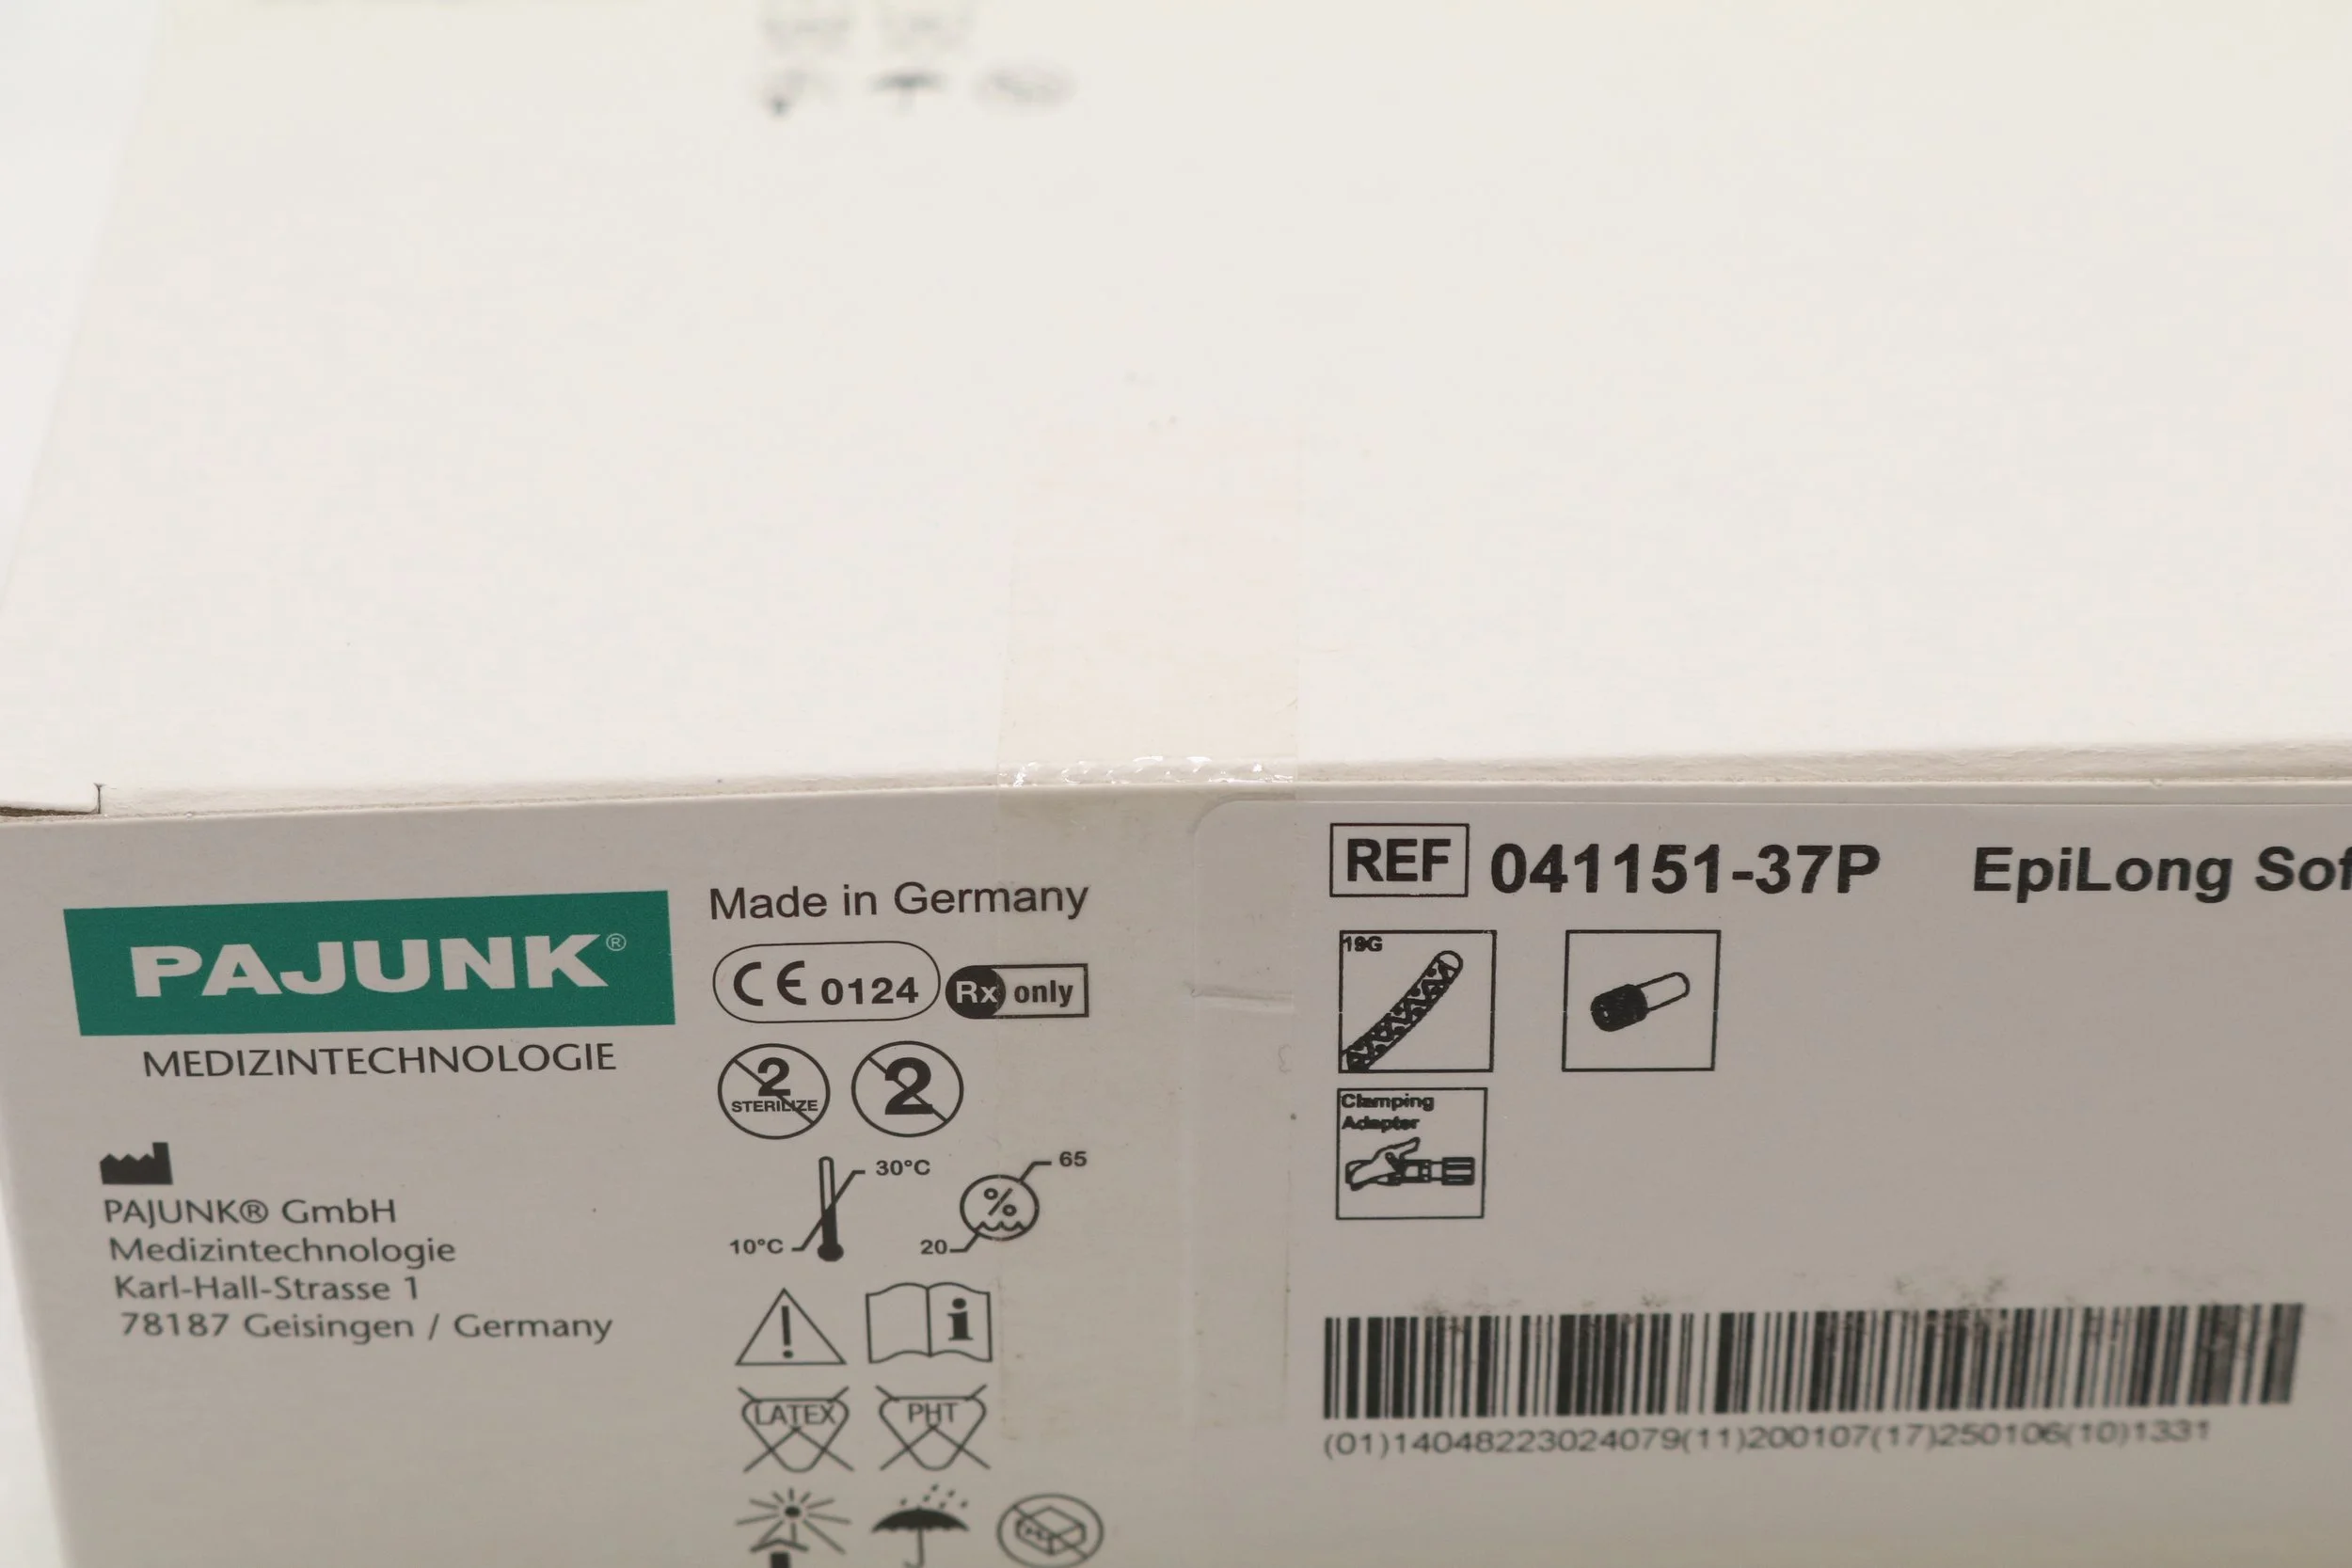 PAJUNK®
MEDIZINTECHNOLOGIE
PAJUNK® GmbH
Medizintechnologie
Karl-Hall-Strasse 1
78187 Geisingen / Germany
Made in Germany
CE 0124 Rx only
2 STERILIZE 2
30°C
10°C
65
%
20
LATEX PHT
REF 041151-37P EpiLong Sof
19G
Clamping
Adapter
(01)14048223024079(11)200107(17)250106(10)1331